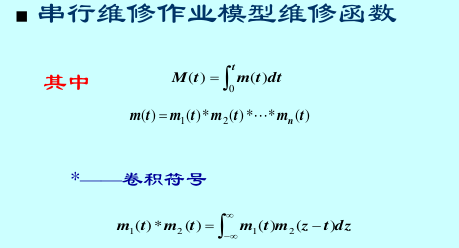 ■ 串行维修作业模型维修函数
其中 M(t) = ∫₀ᵗ m(t)dt
m(t) = m₁(t) * m₂(t) * ⋯ * mₙ(t)
*——卷积符号
m₁(t) * m₂(t) = ∫₋∞^∞ m₁(t)m₂(z − t)dz